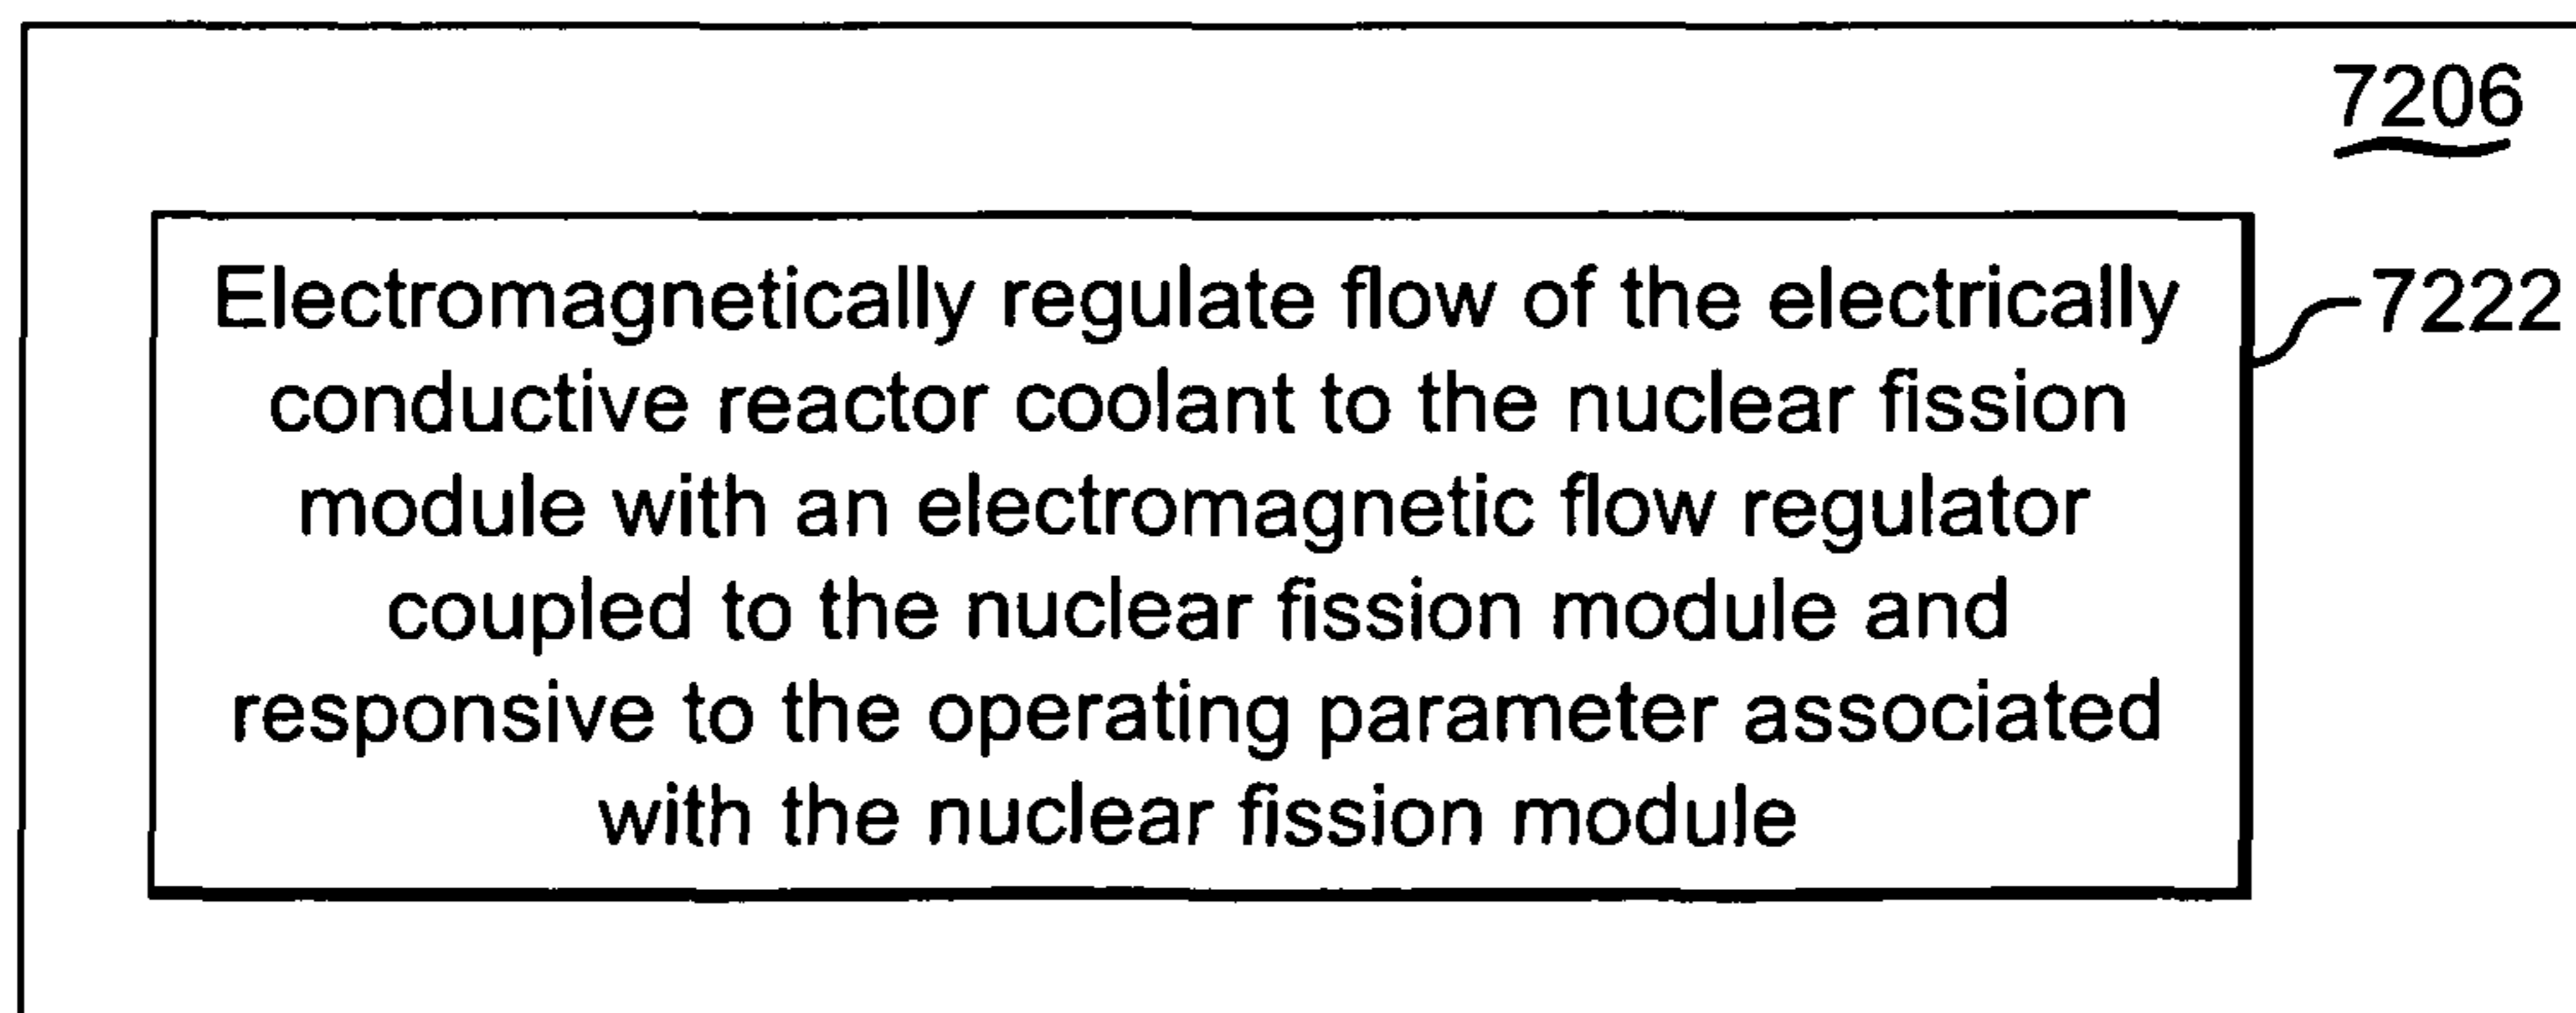 7206
Electromagnetically regulate flow of the electrically
7222
conductive reactor coolant to the nuclear fission
module with an electromagnetic flow regulator
coupled to the nuclear fission module and
responsive to the operating parameter associated
with the nuclear fission module